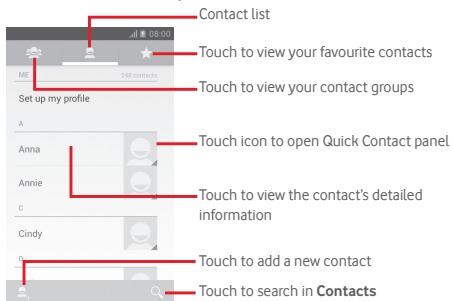 Contact list
08:00
Touch to view your favourite contacts
ME 248 contacts
Touch to view your contact groups
Set up my profile
A
Anna
Touch icon to open Quick Contact panel
Annie
Touch to view the contact's detailed
information
C
Cindy
D
Touch to add a new contact
Touch to search in Contacts